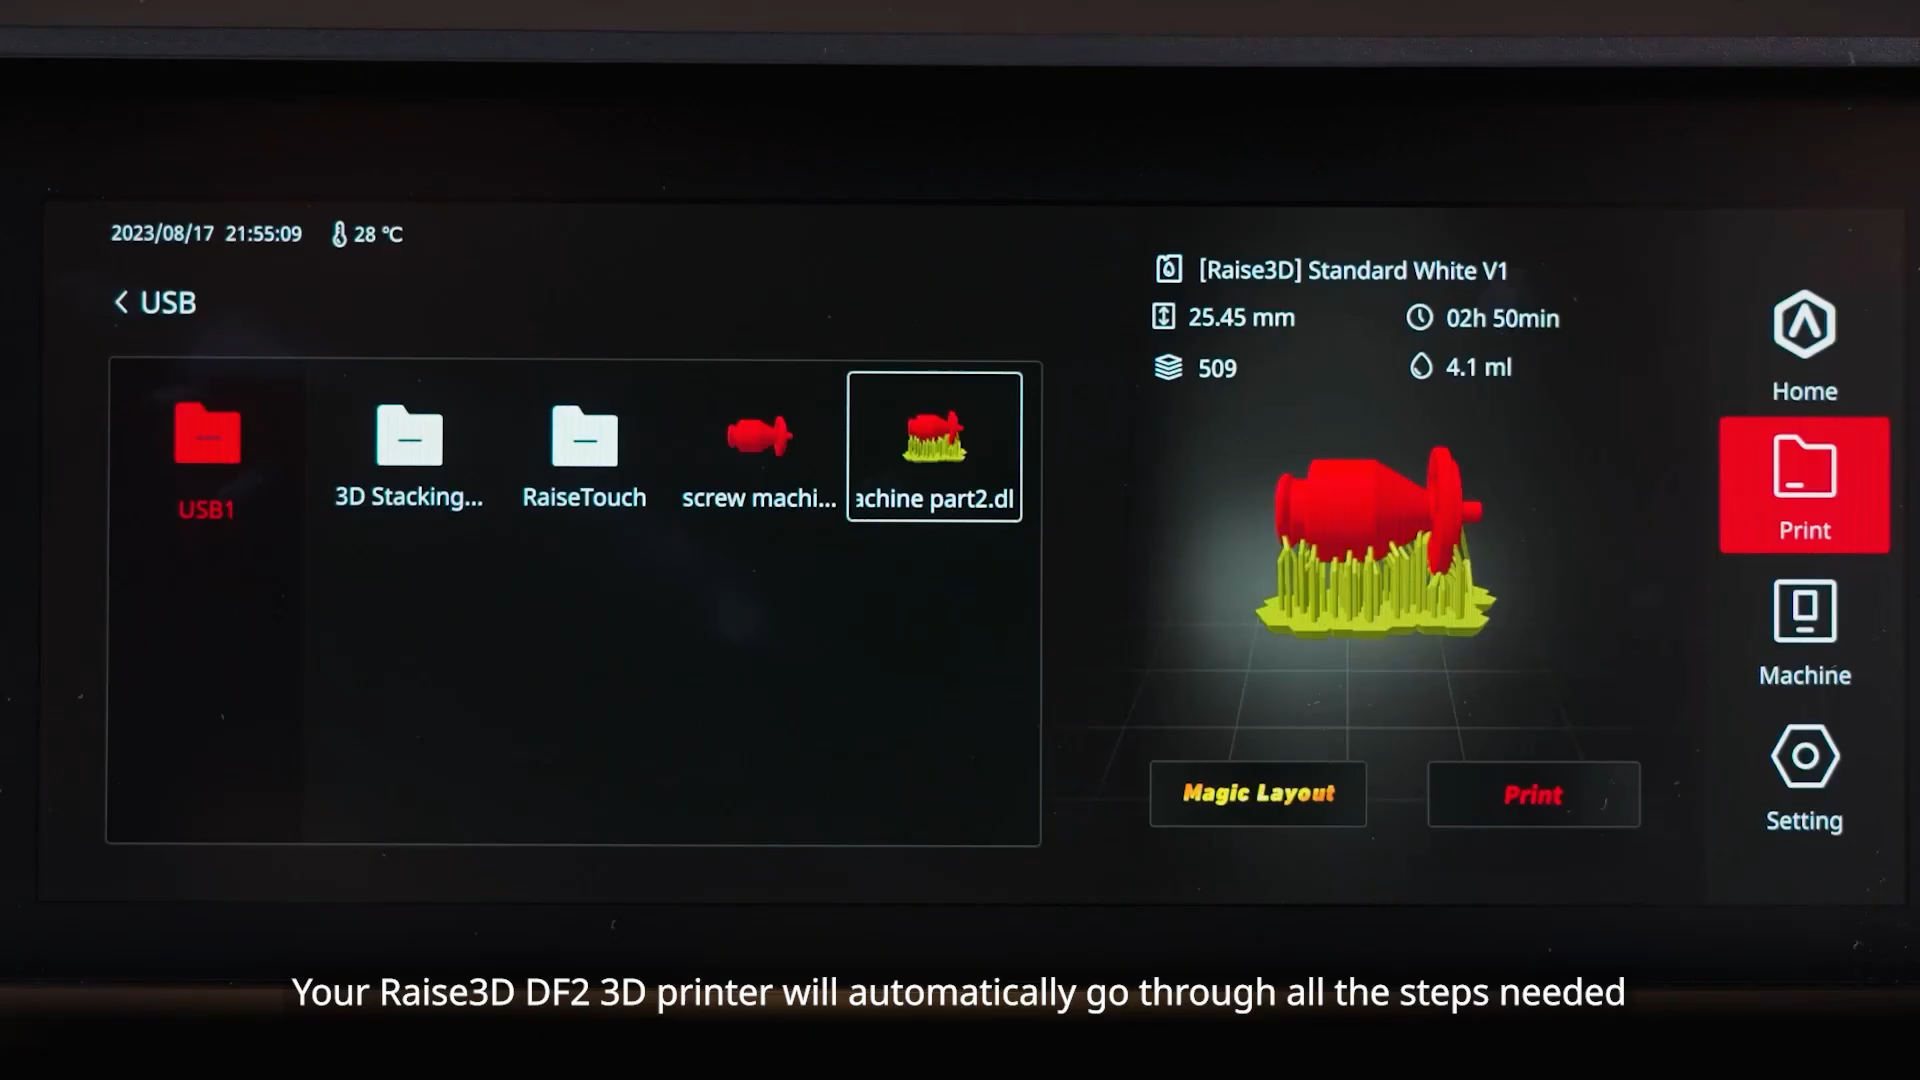 2023/08/17 21:55:09 28 °C
USB
USB1
3D Stacking...
RaiseTouch
screw machi...
achine part2.dl
[Raise3D] Standard White V1
25.45 mm
02h 50min
509
4.1 ml
Magic Layout
Print
Home
Print
Machine
Setting
Your Raise3D DF2 3D printer will automatically go through all the steps needed